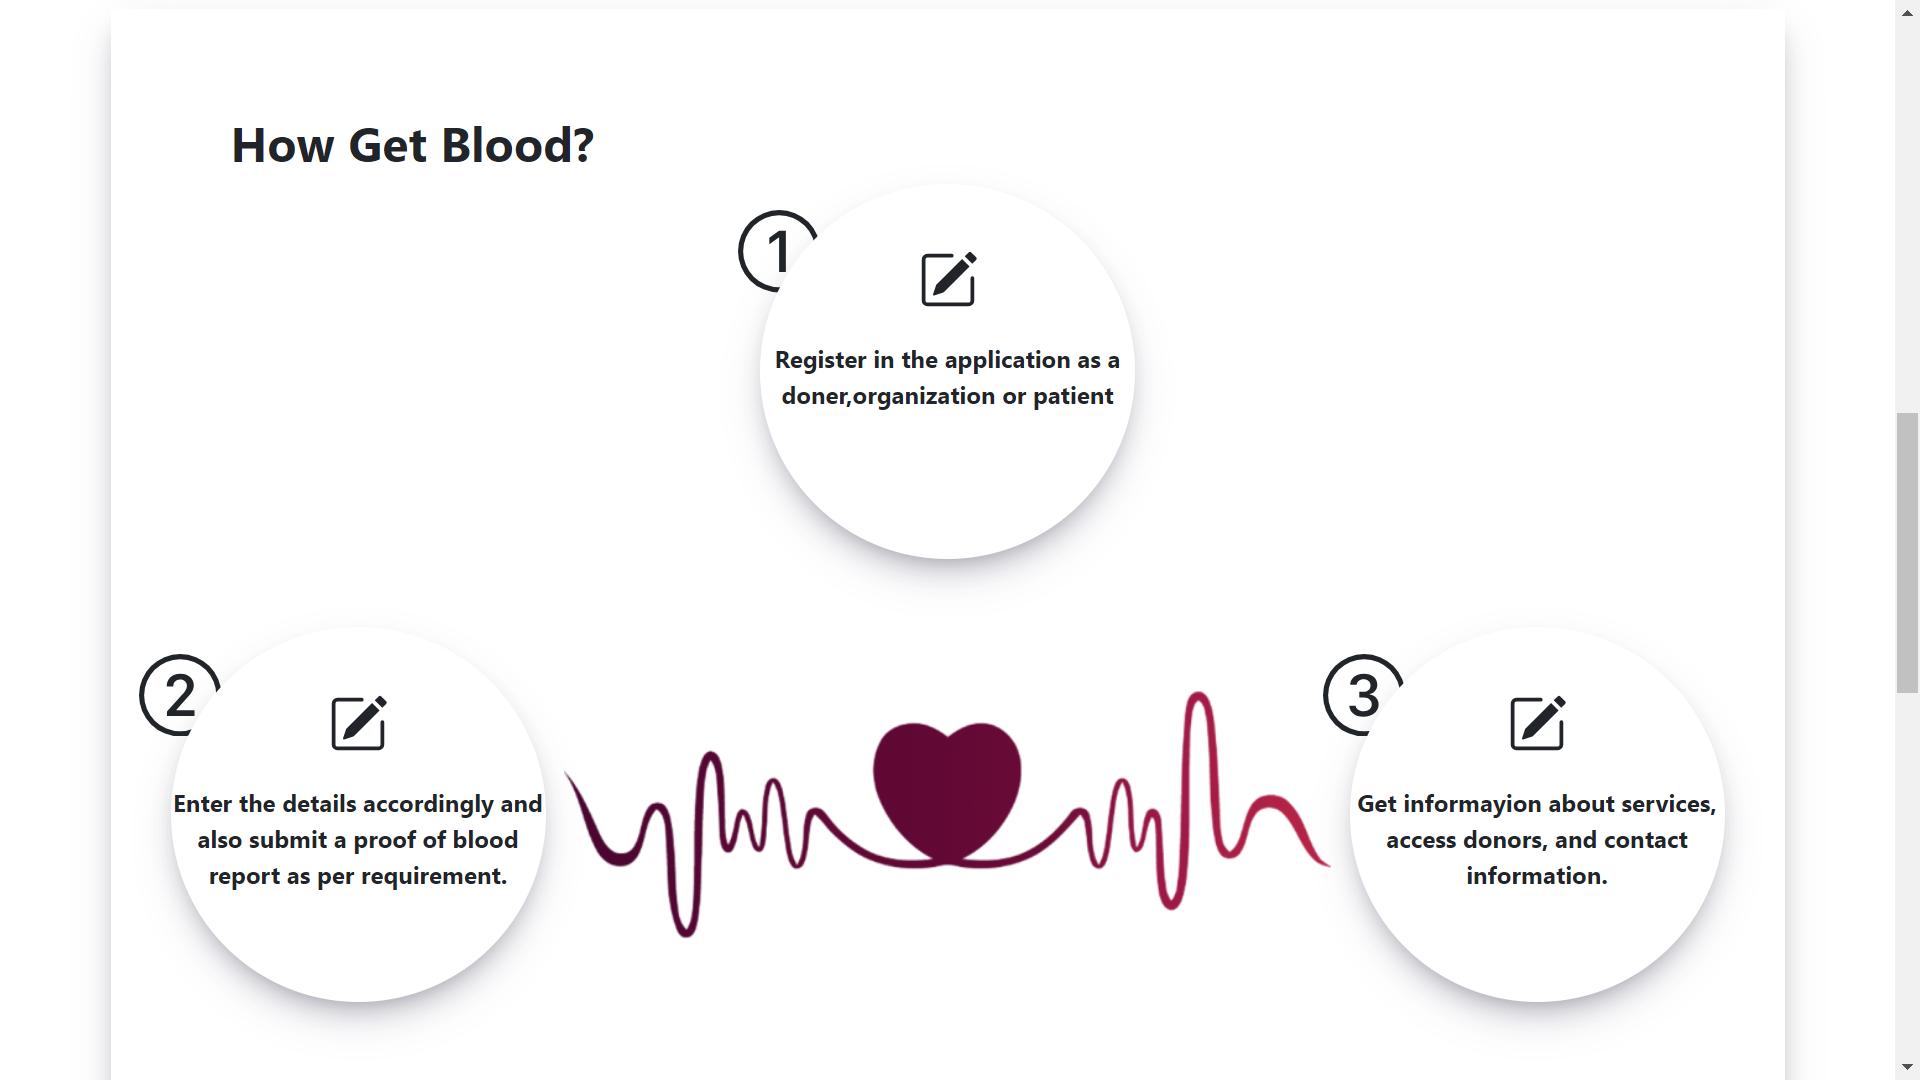 How Get Blood?
1
Register in the application as a
doner,organization or patient
2
Enter the details accordingly and
also submit a proof of blood
report as per requirement.
3
Get informayion about services,
access donors, and contact
information.